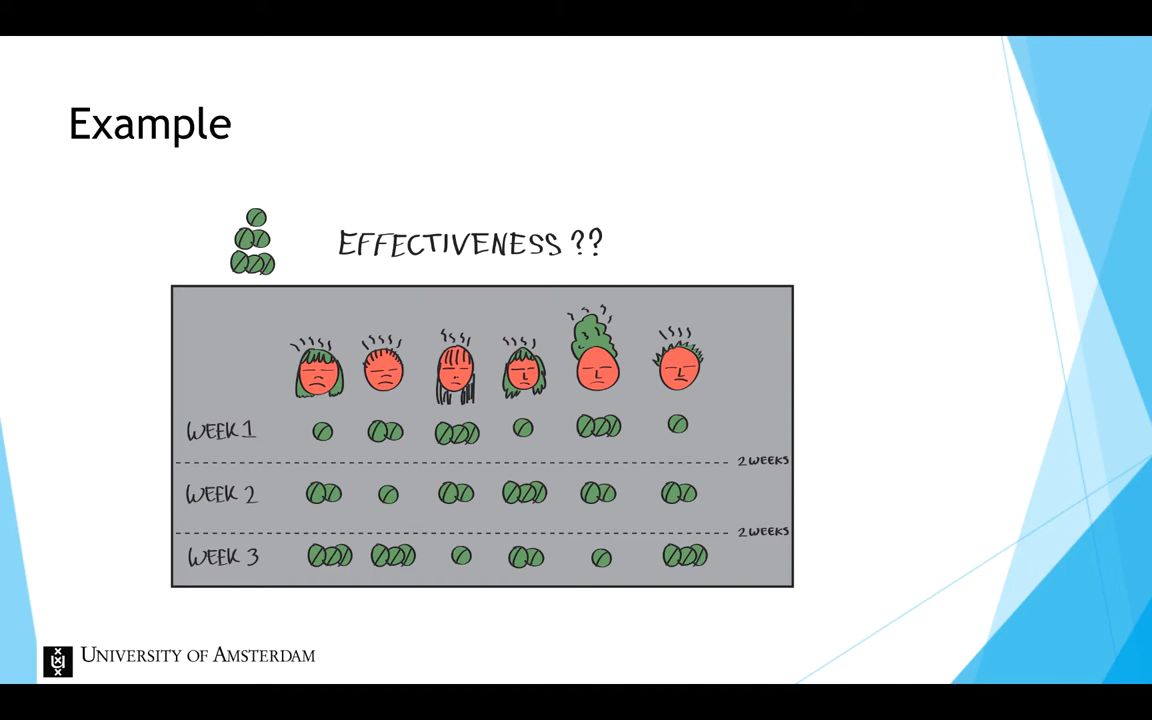 Example
EFFECTIVENESS ??
WEEK 1
2 WEEKS
WEEK 2
2 WEEKS
WEEK 3
UNIVERSITY OF AMSTERDAM